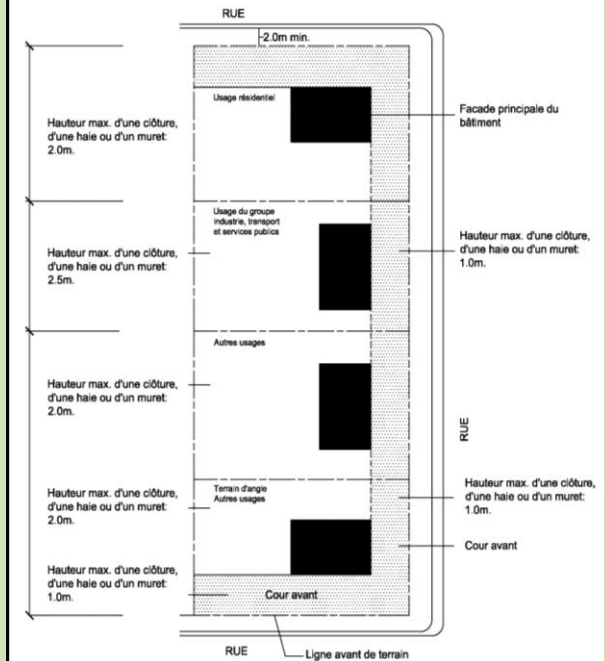 RUE
2.0m min.
Usage résidentiel
Hauteur max. d'une clôture,
d'une haie ou d'un muret:
2.0m.
Facade principale du
bâtiment
Usage du groupe
industrie, transport
et services publics
Hauteur max. d'une clôture,
d'une haie ou d'un muret:
2.5m.
Hauteur max. d'une clôture,
d'une haie ou d'un muret:
1.0m.
Autres usages
Hauteur max. d'une clôture,
d'une haie ou d'un muret:
2.0m.
RUE
Terrain d'angle
Autres usages
Hauteur max. d'une clôture,
d'une haie ou d'un muret:
2.0m.
Hauteur max. d'une clôture,
d'une haie ou d'un muret:
1.0m.
Cour avant
Hauteur max. d'une clôture,
d'une haie ou d'un muret:
1.0m.
Cour avant
RUE
Ligne avant de terrain